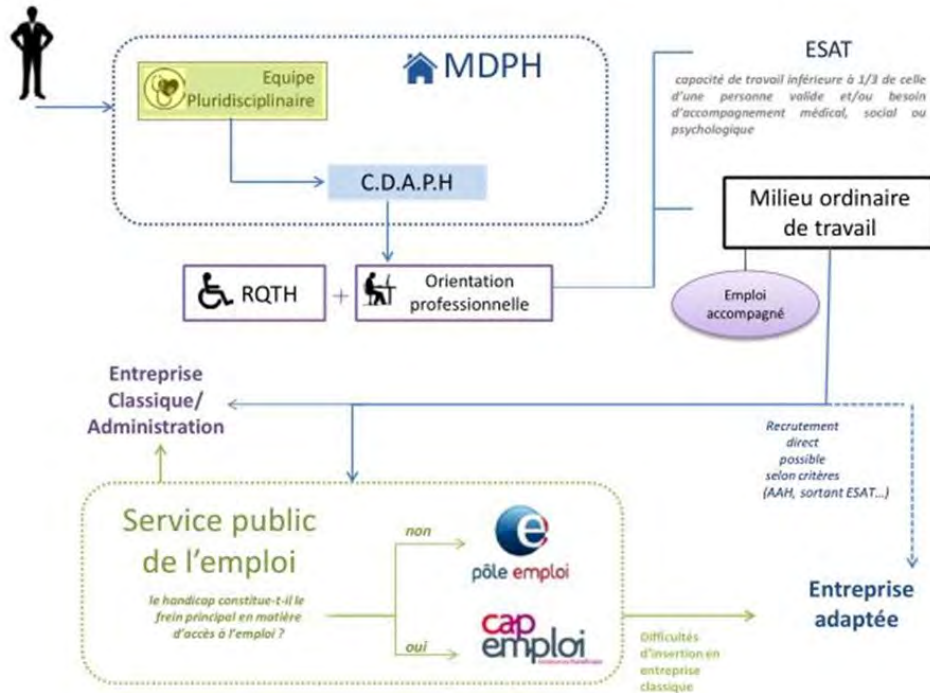 Equipe
Pluridisciplinaire
MDPH
C.D.A.P.H
RQTH
+
Orientation
professionnelle
ESAT
capacité de travail inférieure à 1/3 de celle
d'une personne valide et/ou besoin
d'accompagnement médical, social ou
psychologique
Milieu ordinaire
de travail
Emploi
accompagné
Entreprise
Classique/
Administration
Recrutement
direct
possible
selon critères
(AAH, sortant ESAT...)
Service public
de l'emploi
le handicap constitue-t-il le
frein principal en matière
d'accès à l'emploi ?
non
e
pôle emploi
oui
cap
emploi
Difficultés
d'insertion en
entreprise
classique
Entreprise
adaptée